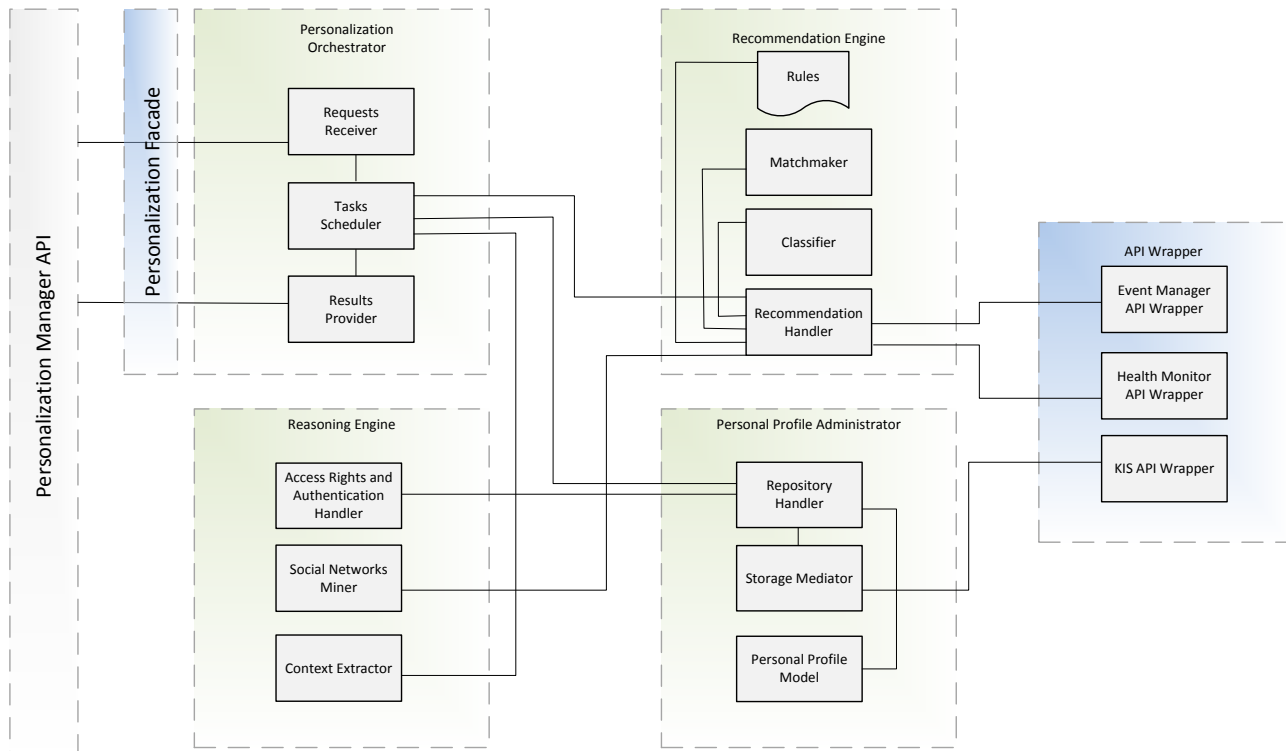 Personalization Manager API
Personalization Facade
Personalization
Orchestrator
Requests
Receiver
Tasks
Scheduler
Results
Provider
Recommendation Engine
Rules
Matchmaker
Classifier
Recommendation
Handler
API Wrapper
Event Manager
API Wrapper
Health Monitor
API Wrapper
KIS API Wrapper
Reasoning Engine
Access Rights and
Authentication
Handler
Social Networks
Miner
Context Extractor
Personal Profile Administrator
Repository
Handler
Storage Mediator
Personal Profile
Model